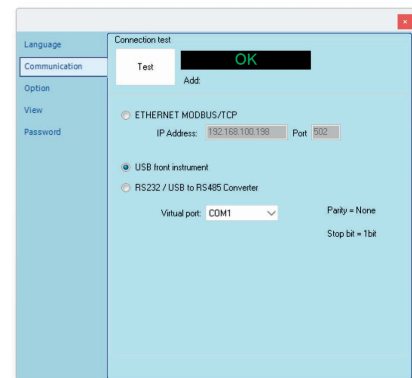 Language
Communication
Option
View
Password
Connection test
Test
OK
Add:
ETHERNET MODBUS/TCP
IP Address: 192.168.100.198 Port 502
USB front instrument
RS232 / USB to RS485 Converter
Virtual port: COM1 Parity = None
Stop bit = 1bit